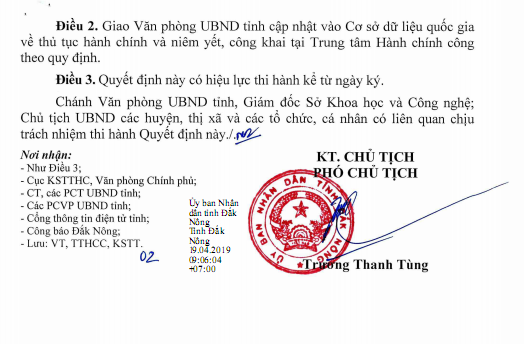 Điều 2. Giao Văn phòng UBND tỉnh cập nhật vào Cơ sở dữ liệu quốc gia
về thủ tục hành chính và niêm yết, công khai tại Trung tâm Hành chính công
theo quy định.
Điều 3. Quyết định này có hiệu lực thi hành kể từ ngày ký.
Chánh Văn phòng UBND tỉnh, Giám đốc Sở Khoa học và Công nghệ;
Chủ tịch UBND các huyện, thị xã và các tổ chức, cá nhân có liên quan chịu
trách nhiệm thi hành Quyết định này./.
Nơi nhận:
- Như Điều 3;
- Cục KSTTHC, Văn phòng Chính phủ;
- CT, các PCT UBND tỉnh;
- Các PCVP UBND tỉnh;
- Cổng thông tin điện tử tỉnh;
- Công báo Đắk Nông;
- Lưu: VT, TTHCC, KSTT.
02
Ủy ban Nhân
dân tỉnh Đắk
Nông
Tỉnh Đắk
Nông
19.04.2019
09:06:04
+07:00
KT. CHỦ TỊCH
PHÓ CHỦ TỊCH
ỦY BAN NHÂN DÂN TỈNH ĐẮK NÔNG
Trương Thanh Tùng